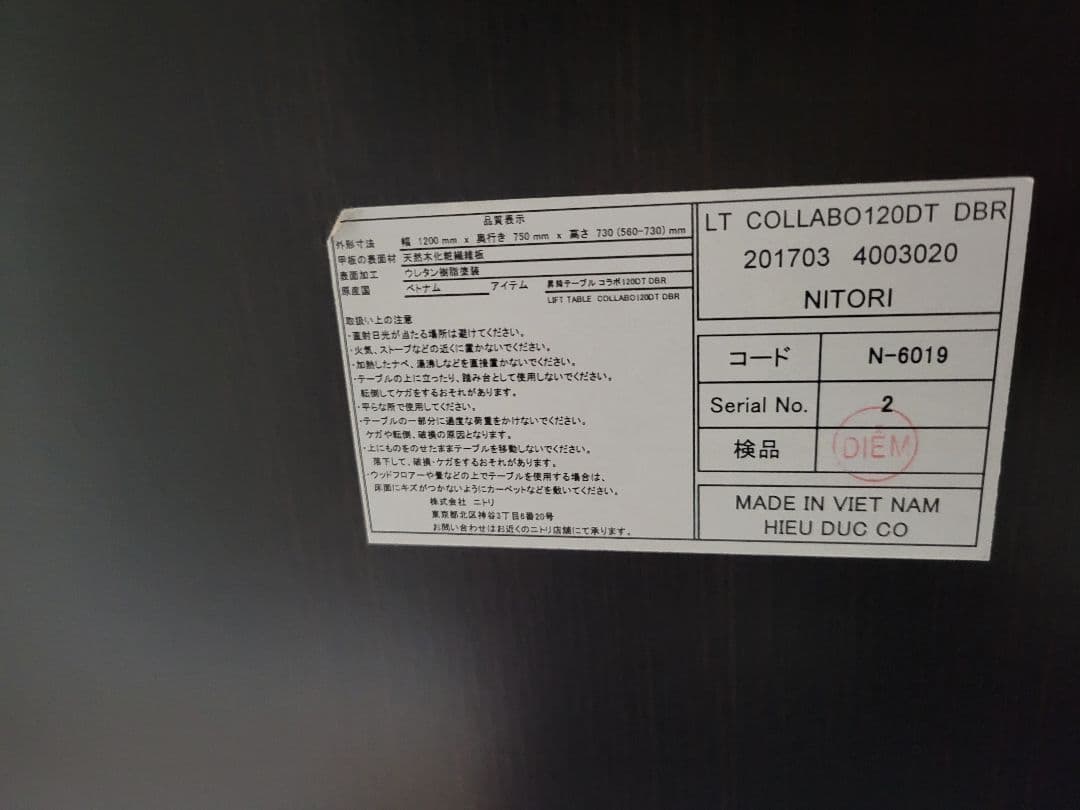 品質表示
外形寸法 幅 1200 mm x 奥行き 750 mm x 高さ 730 (560-730) mm
甲板の表面材 天然木化粧繊維板
表面加工 ウレタン樹脂塗装
原産国 ベトナム アイテム 昇降テーブル コラボ120DT DBR
LIFT TABLE COLLABO120DT DBR
取扱い上の注意
・直射日光が当たる場所は避けてください。
・火気、ストーブなどの近くに置かないでください。
・加熱したナベ、湯沸しなどを直接置かないでください。
・テーブルの上に立ったり、踏み台として使用しないでください。
転倒してケガをするおそれがあります。
・平らな所で使用してください。
・テーブルの一部分に過度な荷重をかけないでください。
ケガや転倒、破損の原因となります。
・上にものをのせたままテーブルを移動しないでください。
落下して、破損・ケガをするおそれがあります。
・ウッドフロアーや畳などの上でテーブルを使用する場合は、
床面にキズがつかないようにカーペットなどを敷いてください。
株式会社 ニトリ
東京都北区神谷3丁目6番20号
お問い合わせはお近くのニトリ店舗にて承ります。
LT COLLABO120DT DBR
201703 4003020
NITORI
コード N-6019
Serial No. 2
検品 DIỄM
MADE IN VIET NAM
HIEU DUC CO